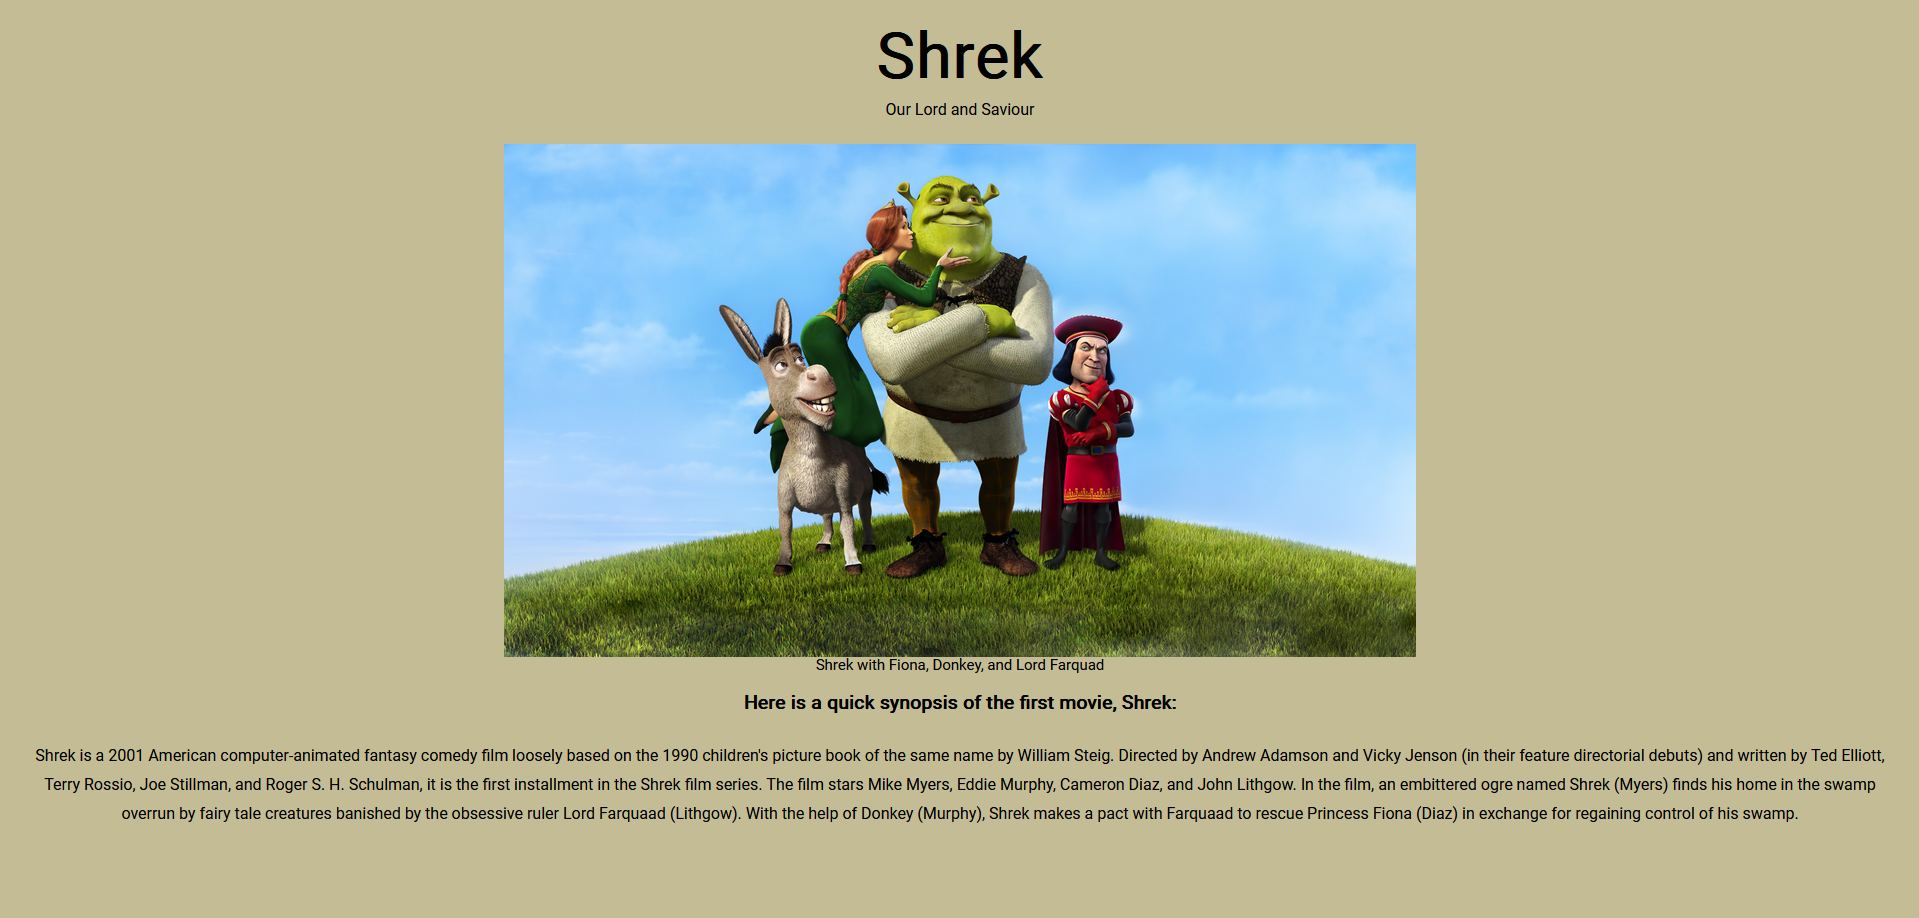 Shrek
Our Lord and Saviour
Shrek with Fiona, Donkey, and Lord Farquad
Here is a quick synopsis of the first movie, Shrek:
Shrek is a 2001 American computer-animated fantasy comedy film loosely based on the 1990 children's picture book of the same name by William Steig. Directed by Andrew Adamson and Vicky Jenson (in their feature directorial debuts) and written by Ted Elliott,
Terry Rossio, Joe Stillman, and Roger S. H. Schulman, it is the first installment in the Shrek film series. The film stars Mike Myers, Eddie Murphy, Cameron Diaz, and John Lithgow. In the film, an embittered ogre named Shrek (Myers) finds his home in the swamp
overrun by fairy tale creatures banished by the obsessive ruler Lord Farquaad (Lithgow). With the help of Donkey (Murphy), Shrek makes a pact with Farquaad to rescue Princess Fiona (Diaz) in exchange for regaining control of his swamp.